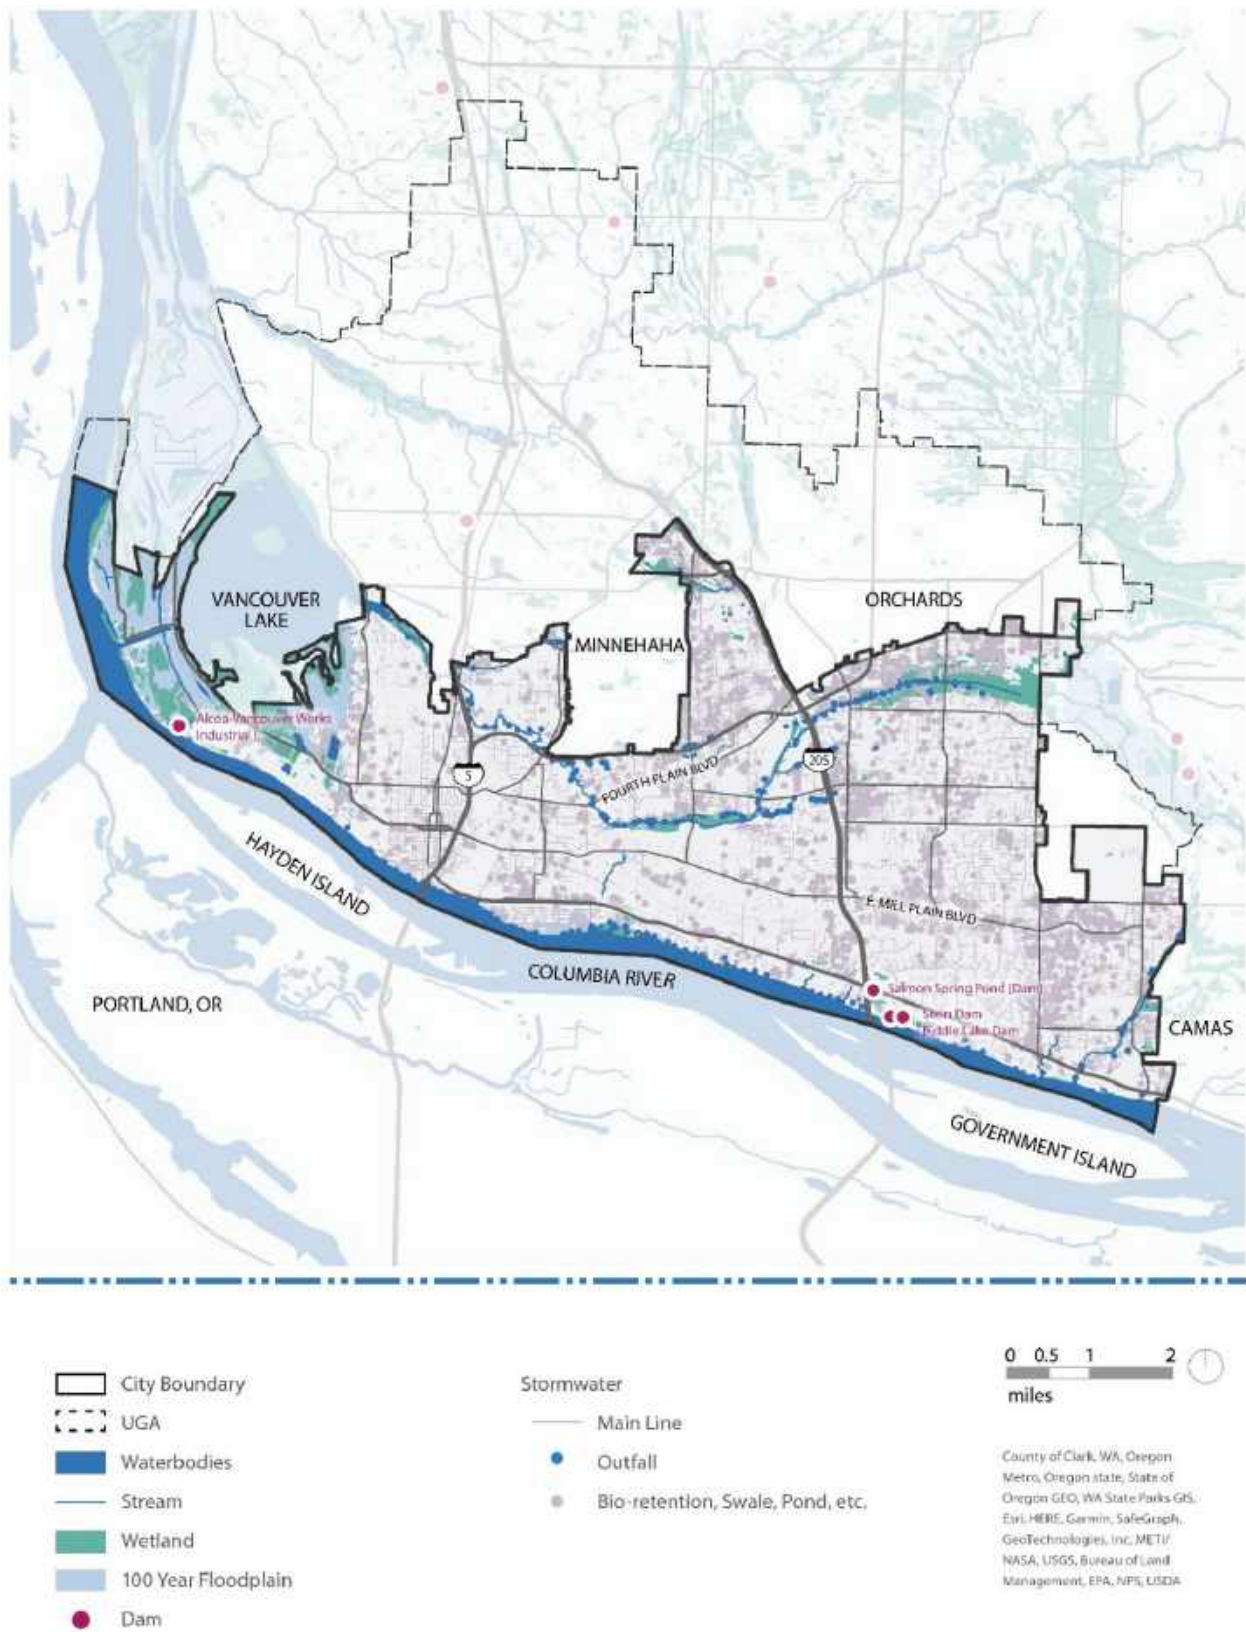 VANCOUVER
LAKE
MINNEHAHA
ORCHARDS
Alcoa-Vancouver Works
Industrial
5
FOURTH PLAIN BLVD
205
HAYDEN ISLAND
E. MILL PLAIN BLVD
COLUMBIA RIVER
Salmon Spring Pond (Dam)
PORTLAND, OR
Dam
Lake Dam
CAMAS
GOVERNMENT ISLAND
City Boundary
UGA
Waterbodies
Stream
Wetland
100 Year Floodplain
Dam
Stormwater
Main Line
Outfall
Bio-retention, Swale, Pond, etc.
0 0.5 1 2
miles
County of Clark, WA, Oregon
Metro, Oregon state, State of
Oregon GEO, WA State Parks GIS,
Esri, HERE, Garmin, SafeGraph,
GeoTechnologies, Inc, METI/
NASA, USGS, Bureau of Land
Management, EPA, NPS, USDA